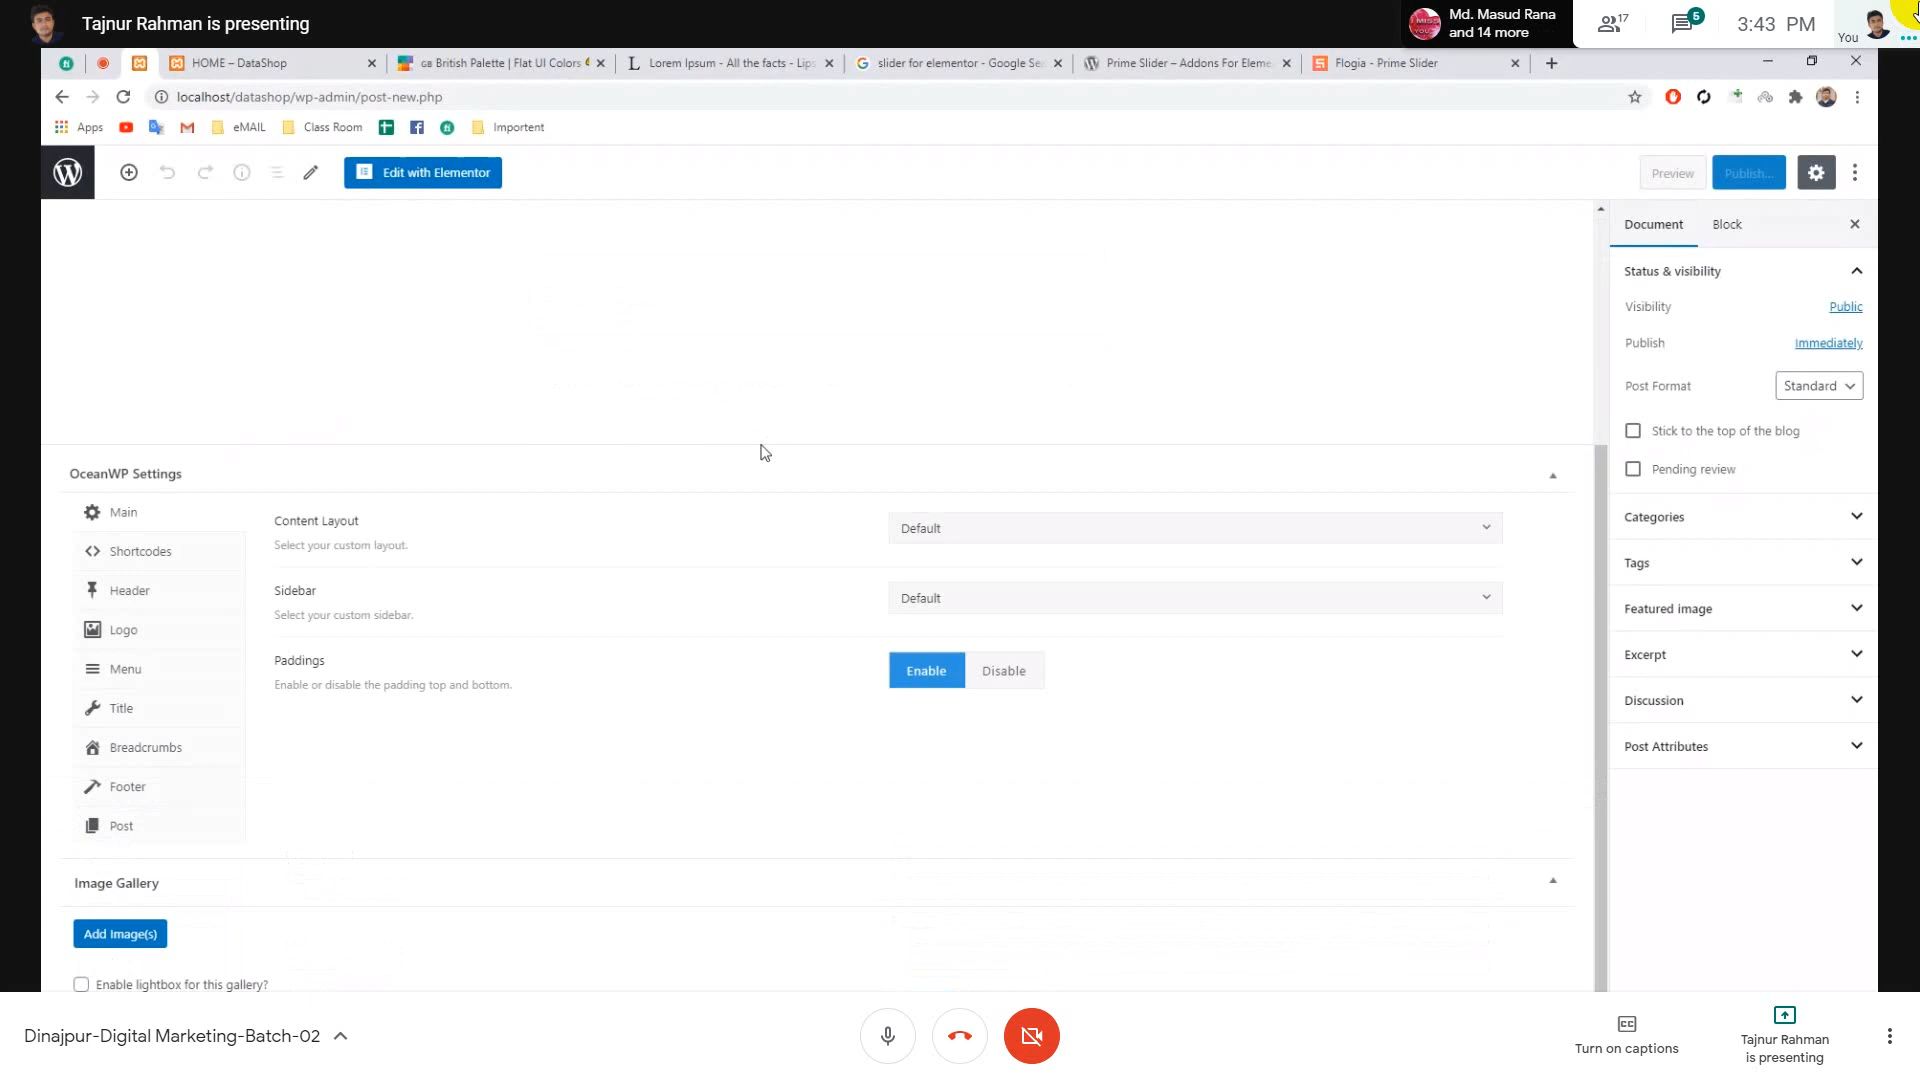 Tajnur Rahman is presenting
Md. Masud Rana
and 14 more
17
5
3:43 PM
You
HOME – DataShop
GB British Palette | Flat UI Colors
Lorem Ipsum - All the facts - Lips
slider for elementor - Google Sea
Prime Slider – Addons For Eleme
Flogia - Prime Slider
localhost/datashop/wp-admin/post-new.php
Apps
eMAIL
Class Room
Importent
Edit with Elementor
Preview
Publish...
Document
Block
Status & visibility
Visibility
Public
Publish
Immediately
Post Format
Standard
Stick to the top of the blog
Pending review
Categories
Tags
Featured image
Excerpt
Discussion
Post Attributes
OceanWP Settings
Main
Shortcodes
Header
Logo
Menu
Title
Breadcrumbs
Footer
Post
Content Layout
Select your custom layout.
Default
Sidebar
Select your custom sidebar.
Default
Paddings
Enable or disable the padding top and bottom.
Enable
Disable
Image Gallery
Add Image(s)
Enable lightbox for this gallery?
Dinajpur-Digital Marketing-Batch-02
Turn on captions
Tajnur Rahman
is presenting